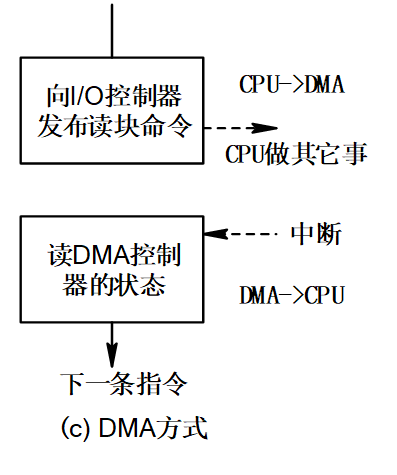 向I/O控制器
发布读块命令
CPU->DMA
CPU做其它事
读DMA控制
器的状态
中断
DMA->CPU
下一条指令
(c) DMA方式